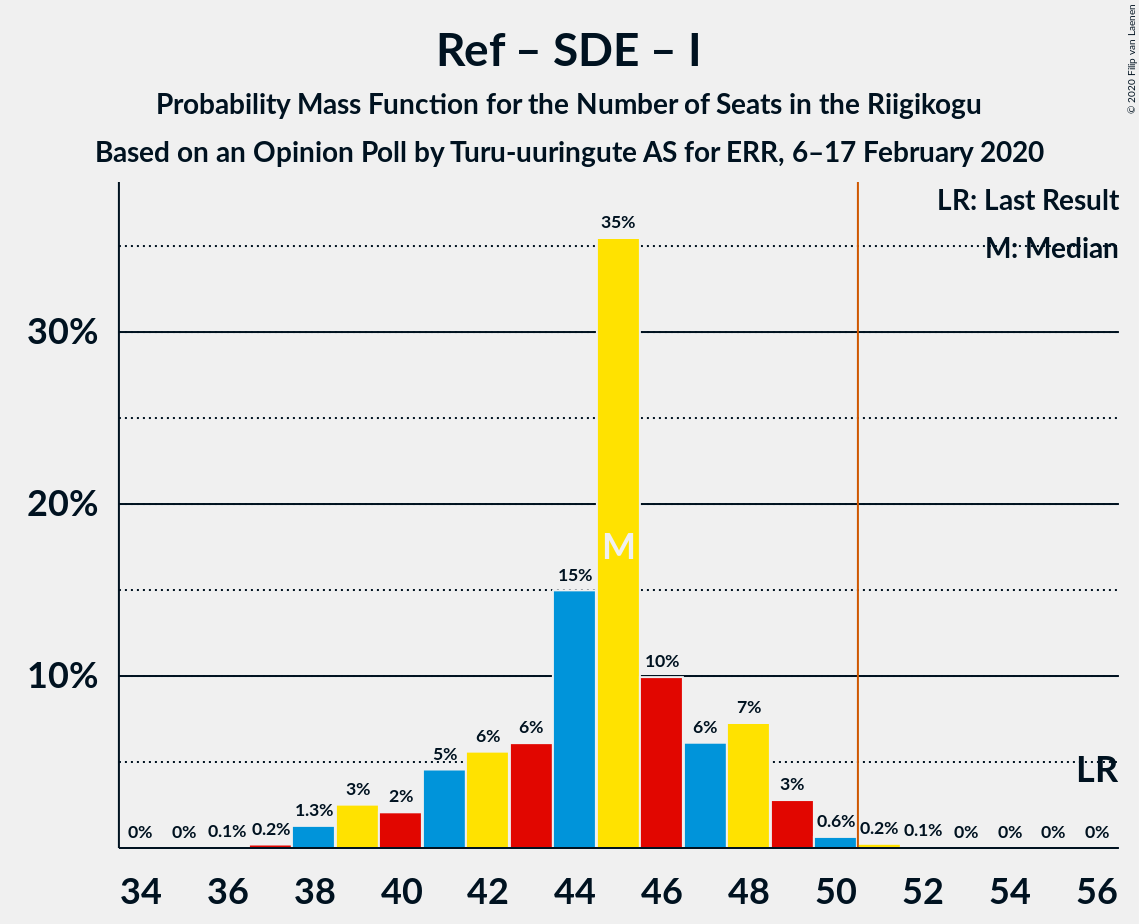 Ref – SDE – I
Probability Mass Function for the Number of Seats in the Riigikogu
Based on an Opinion Poll by Turu-uuringute AS for ERR, 6–17 February 2020
© 2020 Filip van Laenen
LR: Last Result
M: Median
30%
20%
10%
0% 0% 0.1% 0.2% 1.3% 3% 2% 5% 6% 6% 15% 35% 10% 6% 7% 3% 0.6% 0.2% 0.1% 0% 0% 0% 0%
M
LR
34 36 38 40 42 44 46 48 50 52 54 56